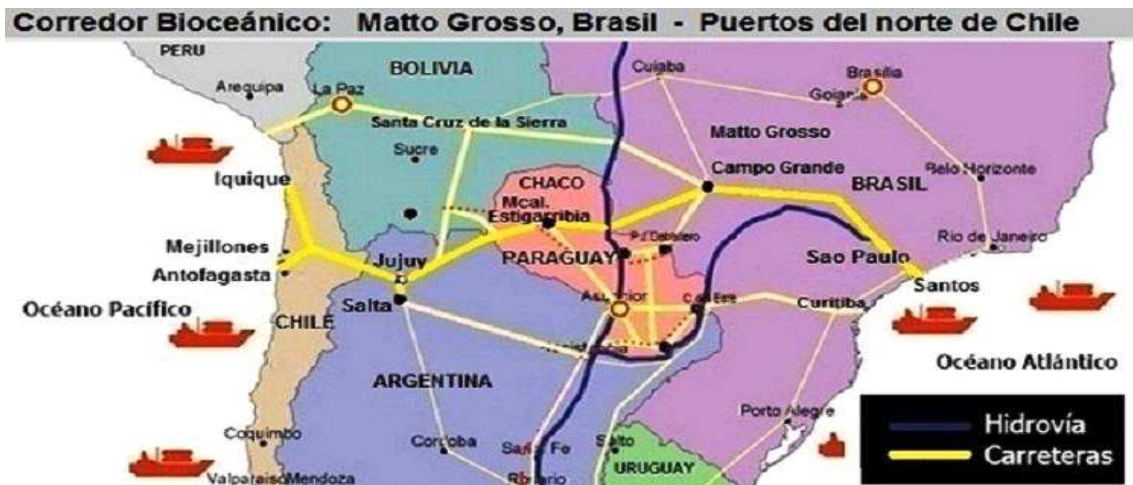 Corredor Bioceánico: Matto Grosso, Brasil - Puertos del norte de Chile
PERU
BOLIVIA
Cuiaba
Brasilia
Arequipa
La Paz
Goiania
Santa Cruz de la Sierra
Matto Grosso
Sucre
Campo Grande
Belo Horizonte
Iquique
CHACO
BRASIL
Mcal.
Estigarribia
Mejillones
Jujuy
PARAGUAY
Rio de Janeiro
Antofagasta
Sao Paulo
Santos
Salta
Curitiba
Océano Pacífico
CHILE
Océano Atlántico
ARGENTINA
Porto Alegre
Hidrovía
Coquimbo
Cordoba
Santa Fe
Salto
Carreteras
URUGUAY
Valparaiso
Mendoza
Rosario